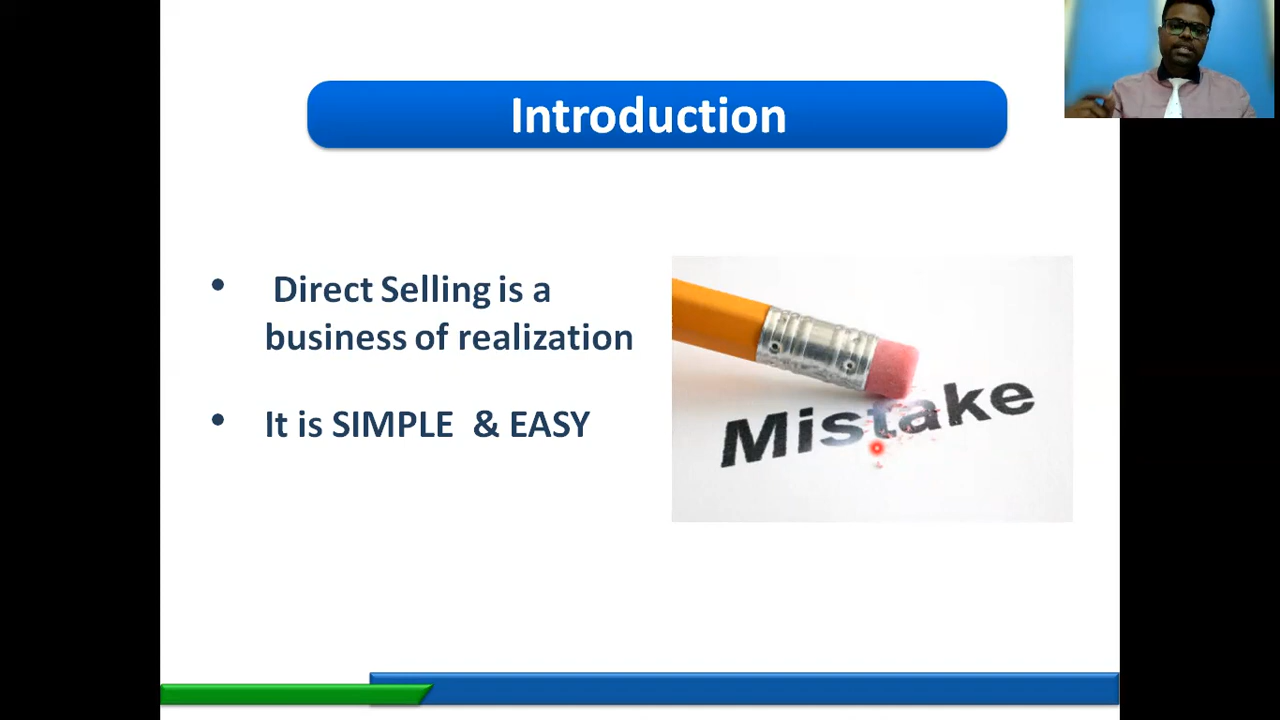 Introduction
• Direct Selling is a
business of realization
• It is SIMPLE & EASY
Mistake